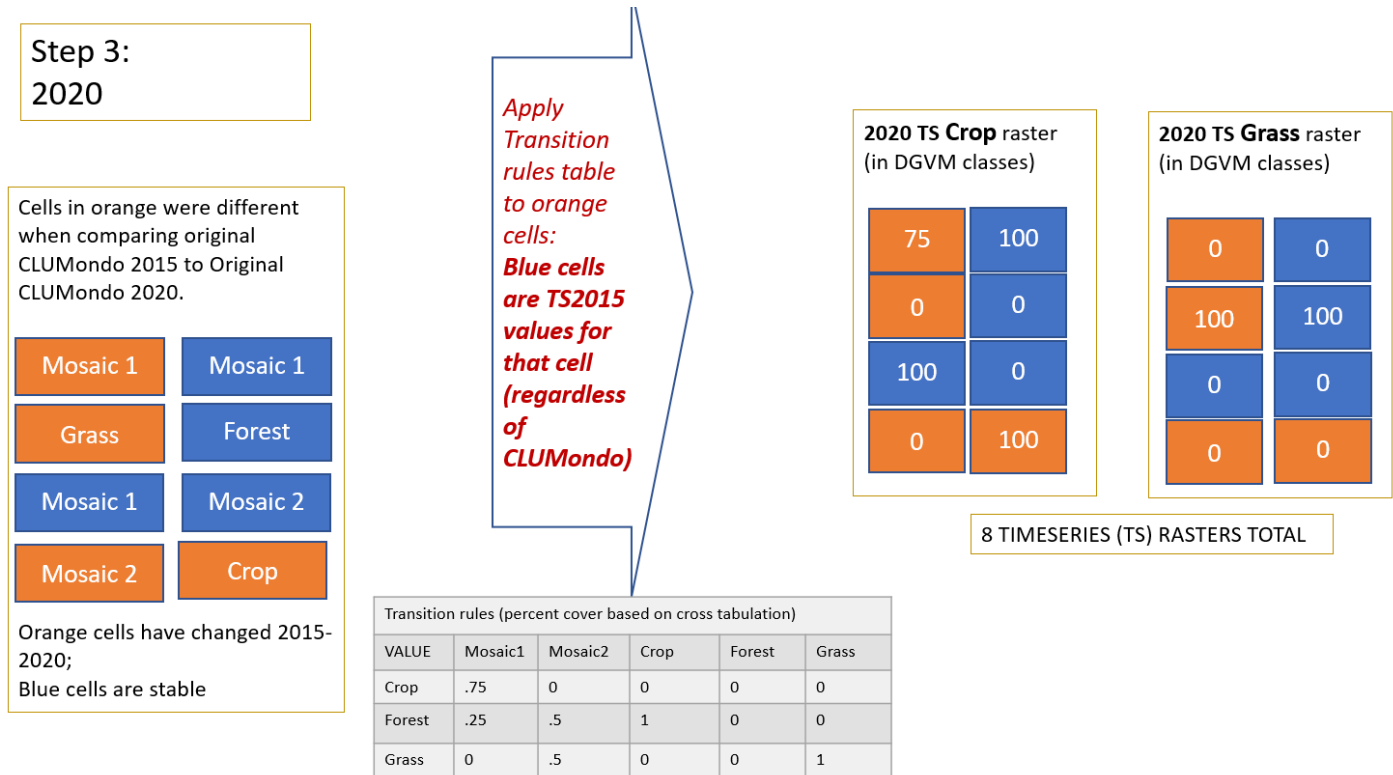 Step 3:
2020
Cells in orange were different
when comparing original
CLUMondo 2015 to Original
CLUMondo 2020.
Mosaic 1 Mosaic 1
Grass Forest
Mosaic 1 Mosaic 2
Mosaic 2 Crop
Orange cells have changed 2015-
2020;
Blue cells are stable
Apply
Transition
rules table
to orange
cells:
Blue cells
are TS2015
values for
that cell
(regardless
of
CLUMondo)
Transition rules (percent cover based on cross tabulation)
VALUE Mosaic1 Mosaic2 Crop Forest Grass
Crop .75 0 0 0 0
Forest .25 .5 1 0 0
Grass 0 .5 0 0 1
2020 TS Crop raster
(in DGVM classes)
75 100
0 0
100 0
0 100
2020 TS Grass raster
(in DGVM classes)
0 0
100 100
0 0
0 0
8 TIMESERIES (TS) RASTERS TOTAL